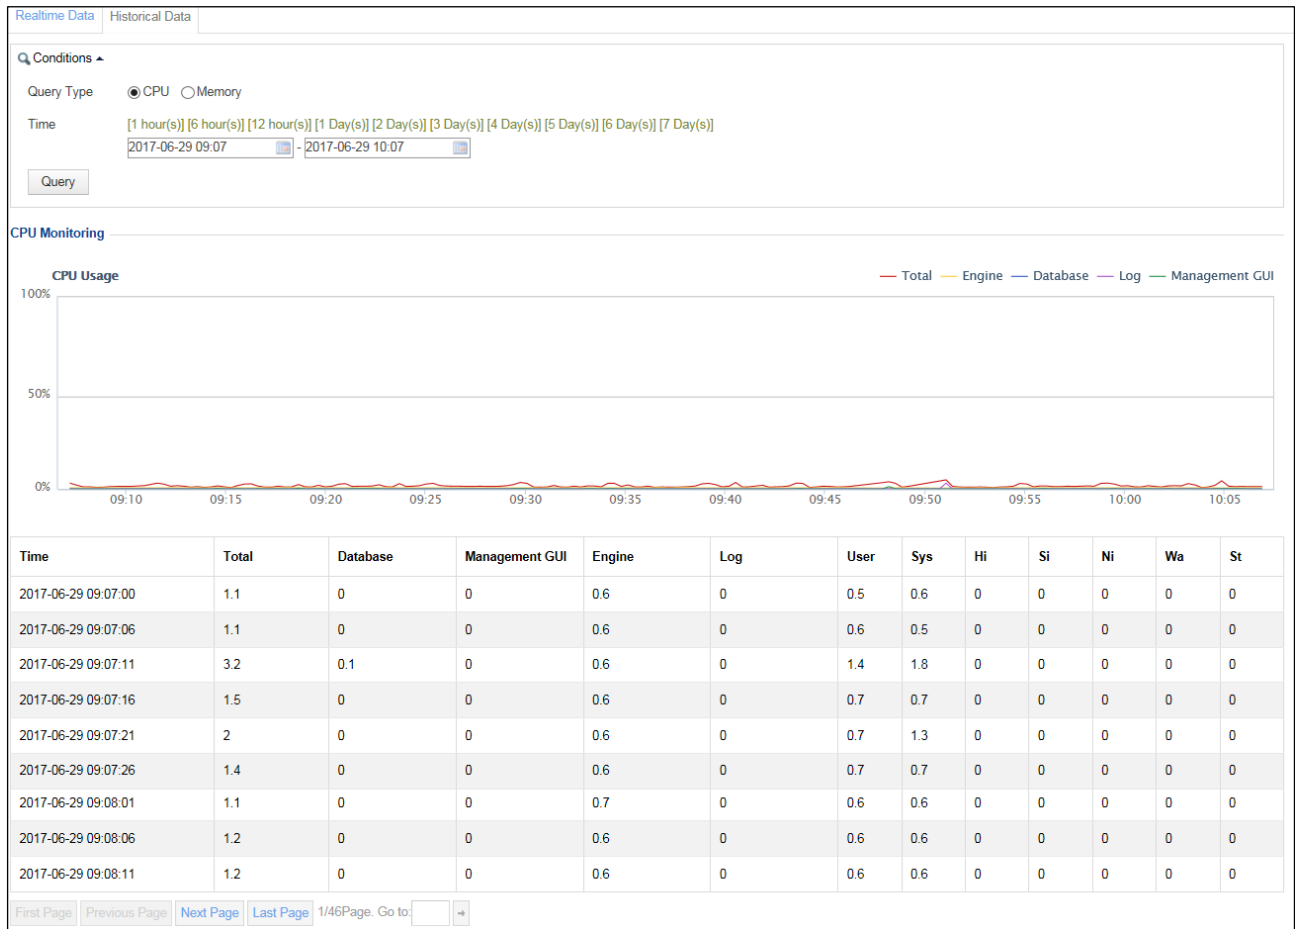 Realtime Data Historical Data
Conditions
Query Type CPU Memory
Time [1 hour(s)] [6 hour(s)] [12 hour(s)] [1 Day(s)] [2 Day(s)] [3 Day(s)] [4 Day(s)] [5 Day(s)] [6 Day(s)] [7 Day(s)]
2017-06-29 09:07 - 2017-06-29 10:07
Query
CPU Monitoring
CPU Usage Total Engine Database Log Management GUI
100%
50%
0%
09:10 09:15 09:20 09:25 09:30 09:35 09:40 09:45 09:50 09:55 10:00 10:05
Time Total Database Management GUI Engine Log User Sys Hi Si Ni Wa St
2017-06-29 09:07:00 1.1 0 0 0.6 0 0.5 0.6 0 0 0 0 0
2017-06-29 09:07:06 1.1 0 0 0.6 0 0.6 0.5 0 0 0 0 0
2017-06-29 09:07:11 3.2 0.1 0 0.6 0 1.4 1.8 0 0 0 0 0
2017-06-29 09:07:16 1.5 0 0 0.6 0 0.7 0.7 0 0 0 0 0
2017-06-29 09:07:21 2 0 0 0.6 0 0.7 1.3 0 0 0 0 0
2017-06-29 09:07:26 1.4 0 0 0.6 0 0.7 0.7 0 0 0 0 0
2017-06-29 09:08:01 1.1 0 0 0.7 0 0.6 0.6 0 0 0 0 0
2017-06-29 09:08:06 1.2 0 0 0.6 0 0.6 0.6 0 0 0 0 0
2017-06-29 09:08:11 1.2 0 0 0.6 0 0.6 0.6 0 0 0 0 0
First Page Previous Page Next Page Last Page 1/46Page. Go to: